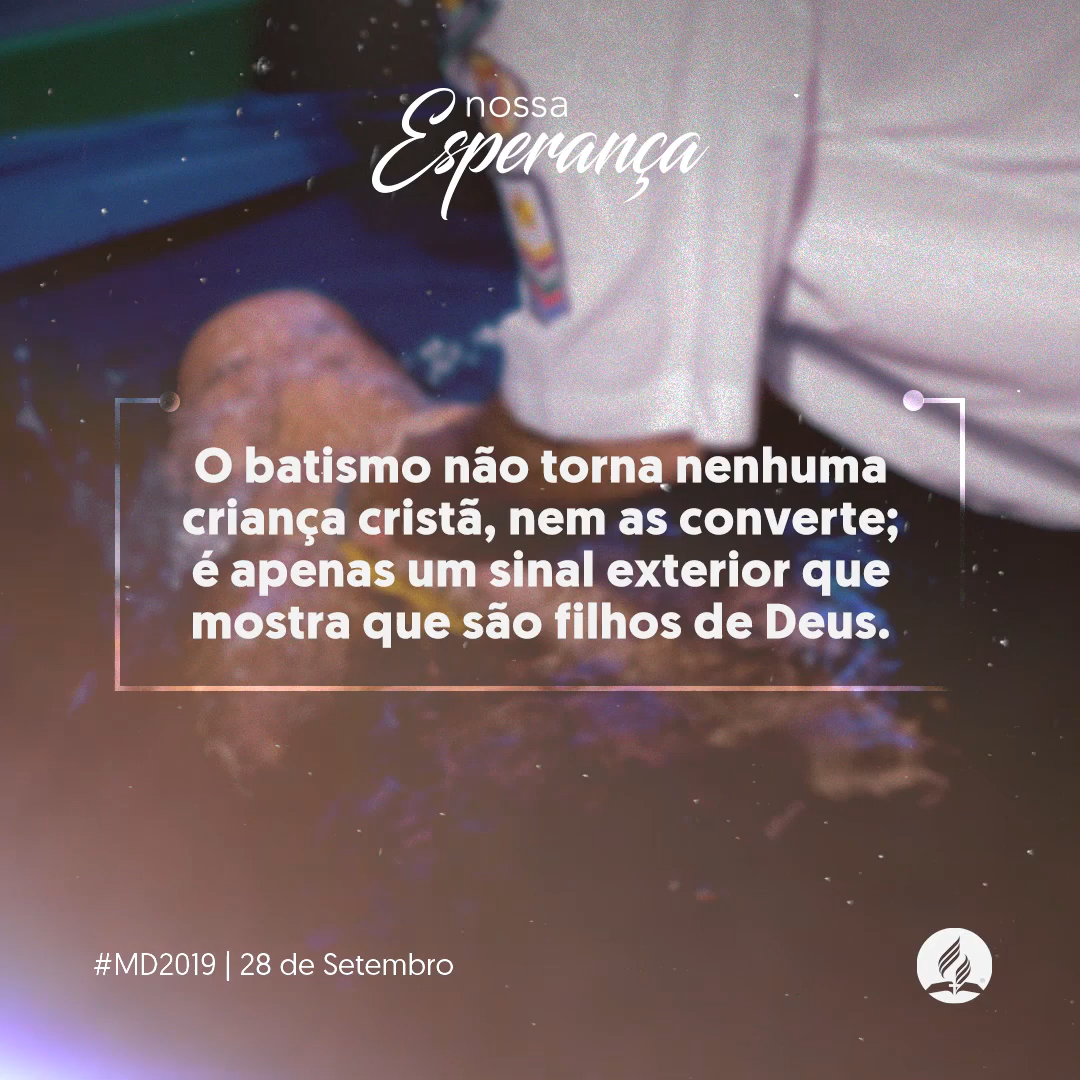 nossa
Esperança
O batismo não torna nenhuma
criança cristã, nem as converte;
é apenas um sinal exterior que
mostra que são filhos de Deus.
#MD2019 | 28 de Setembro